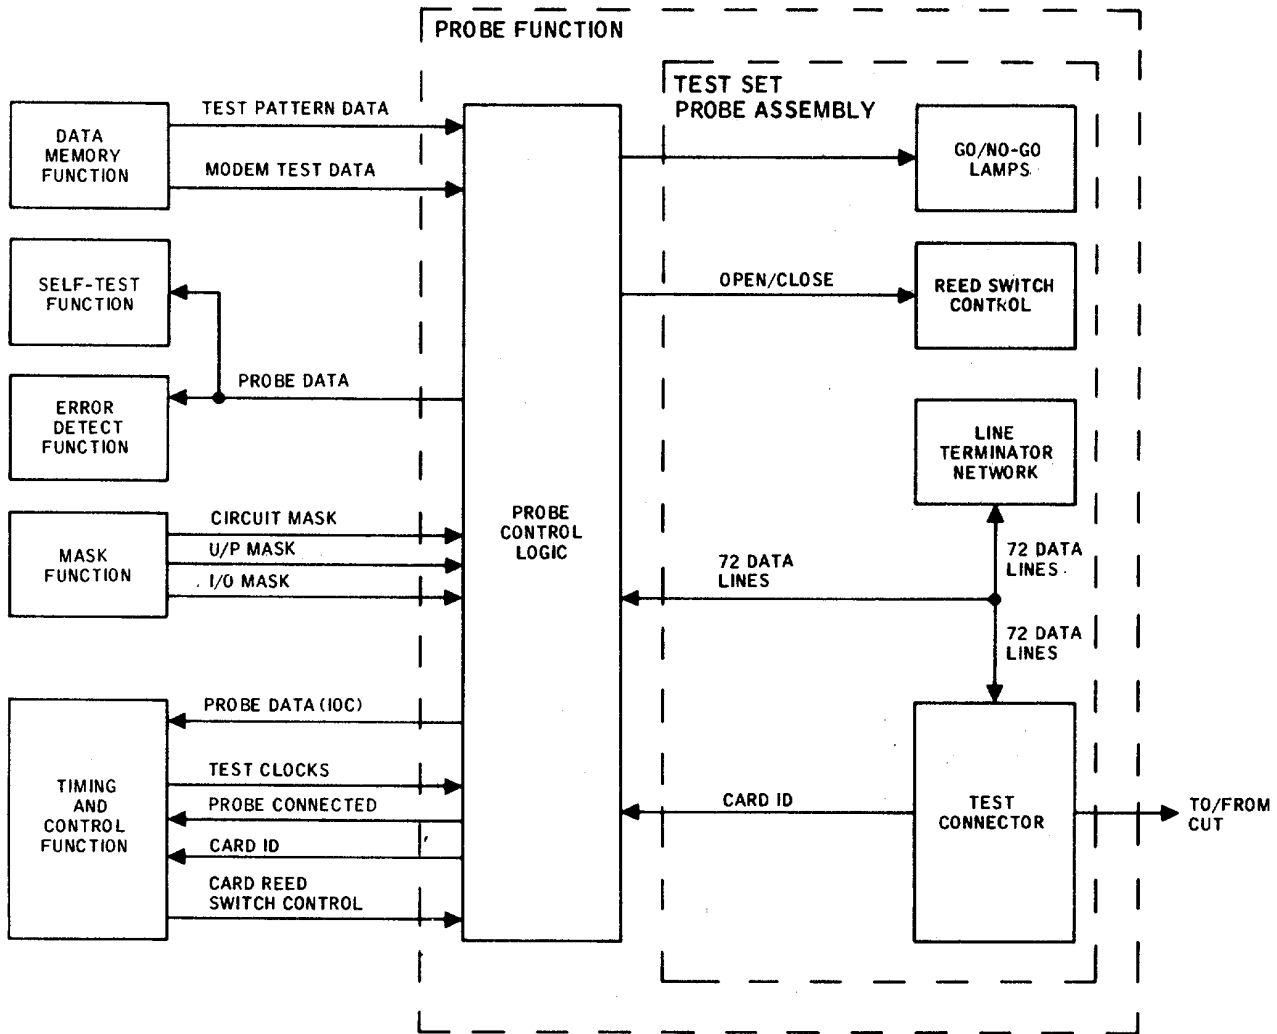 PROBE FUNCTION
TEST SET
PROBE ASSEMBLY
DATA
MEMORY
FUNCTION
TEST PATTERN DATA
MODEM TEST DATA
GO/NO-GO
LAMPS
SELF-TEST
FUNCTION
OPEN/CLOSE
REED SWITCH
CONTROL
ERROR
DETECT
FUNCTION
PROBE DATA
LINE
TERMINATOR
NETWORK
MASK
FUNCTION
CIRCUIT MASK
U/P MASK
I/O MASK
PROBE
CONTROL
LOGIC
72 DATA
LINES
72 DATA
LINES
72 DATA
LINES
TIMING
AND
CONTROL
FUNCTION
PROBE DATA (IOC)
TEST CLOCKS
PROBE CONNECTED
CARD ID
CARD REED
SWITCH CONTROL
CARD ID
TEST
CONNECTOR
TO/FROM
CUT